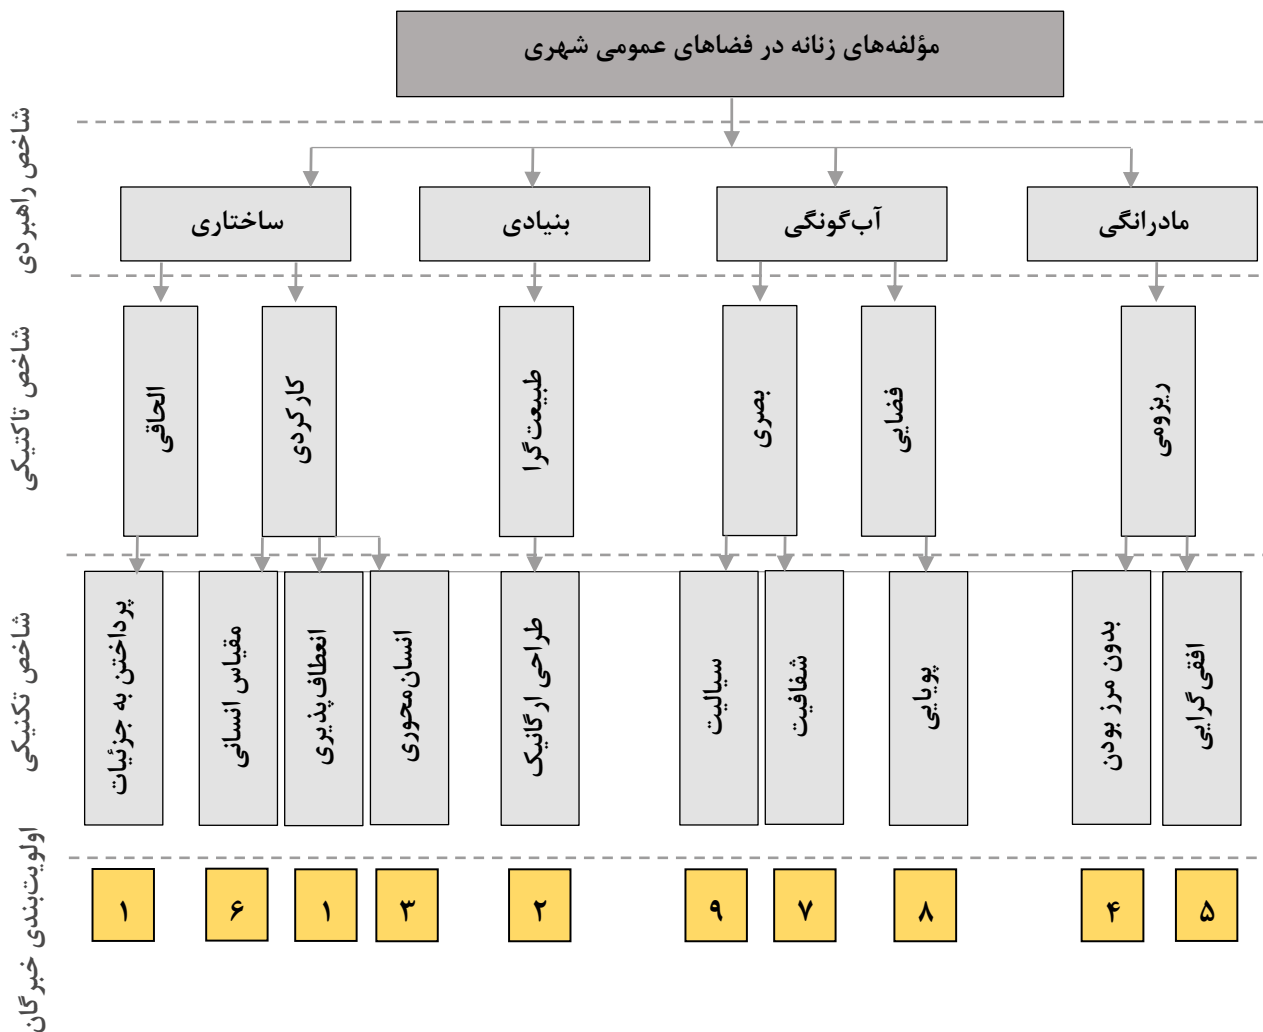 مؤلفه‌های زنانه در فضاهای عمومی شهری
شاخص راهبردی
مادرانگی
آب‌گونگی
بنیادی
ساختاری
شاخص تاکتیکی
ریزومی
فضایی
بصری
طبیعت‌گرا
کارکردی
الحاقی
شاخص تکنیکی
افقی‌گرایی
بدون مرز بودن
پویایی
شفافیت
سیالیت
طراحی ارگانیک
انسان‌محوری
انعطاف‌پذیری
مقیاس انسانی
پرداختن به جزئیات
اولویت‌بندی خبرگان
۵
۴
۸
۷
۹
۲
۳
۱
۶
۱